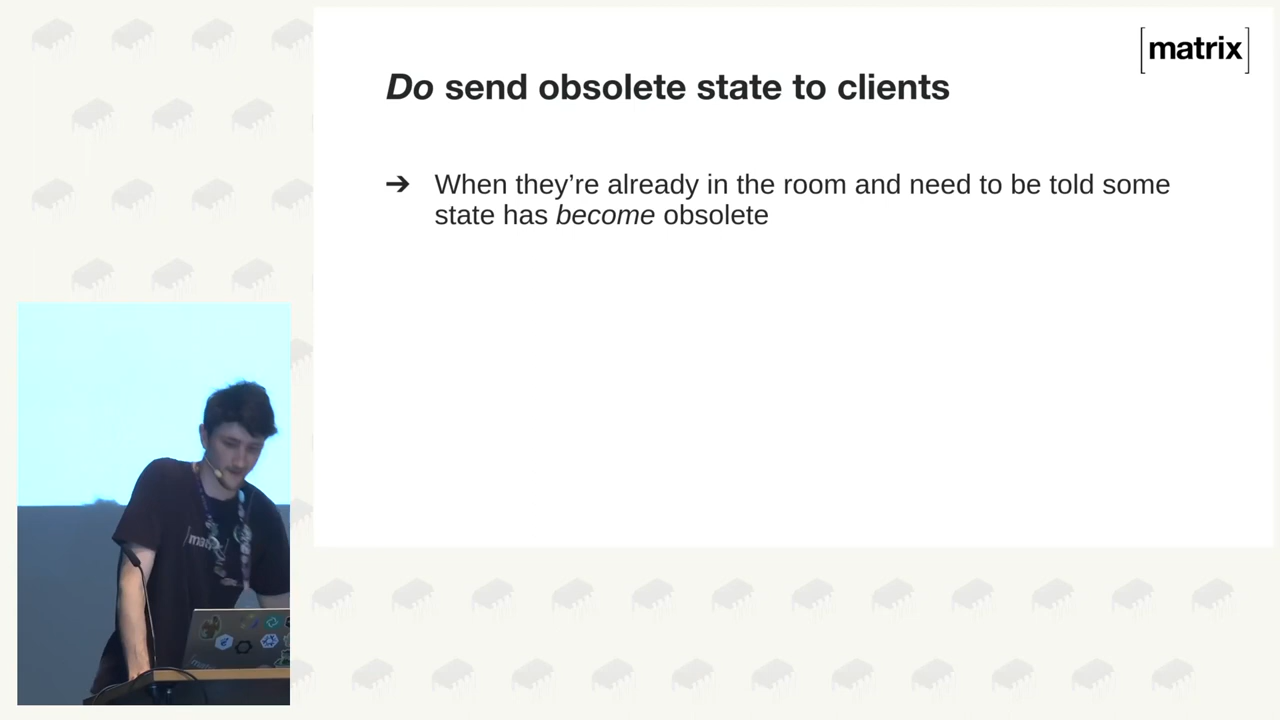 [matrix]
Do send obsolete state to clients
➔ When they’re already in the room and need to be told some
state has become obsolete
[mat